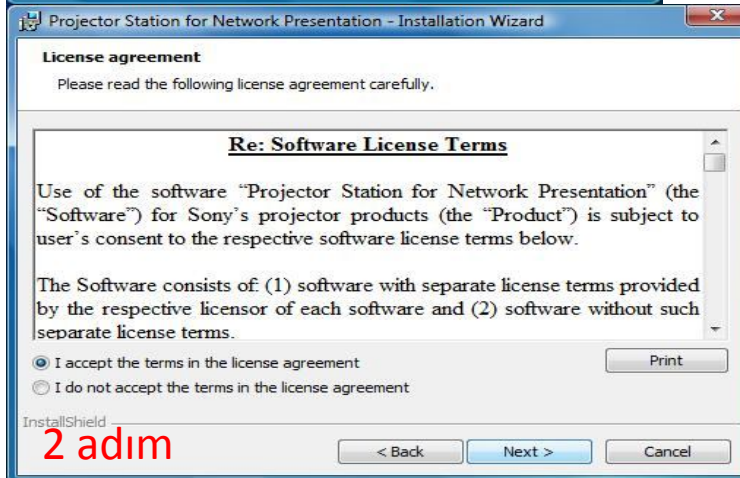 Projector Station for Network Presentation - Installation Wizard
License agreement
Please read the following license agreement carefully.
Re: Software License Terms
Use of the software “Projector Station for Network Presentation” (the
“Software”) for Sony’s projector products (the “Product”) is subject to
user’s consent to the respective software license terms below.
The Software consists of: (1) software with separate license terms provided
by the respective licensor of each software and (2) software without such
separate license terms.
I accept the terms in the license agreement
Print
I do not accept the terms in the license agreement
InstallShield
2 adım
< Back
Next >
Cancel